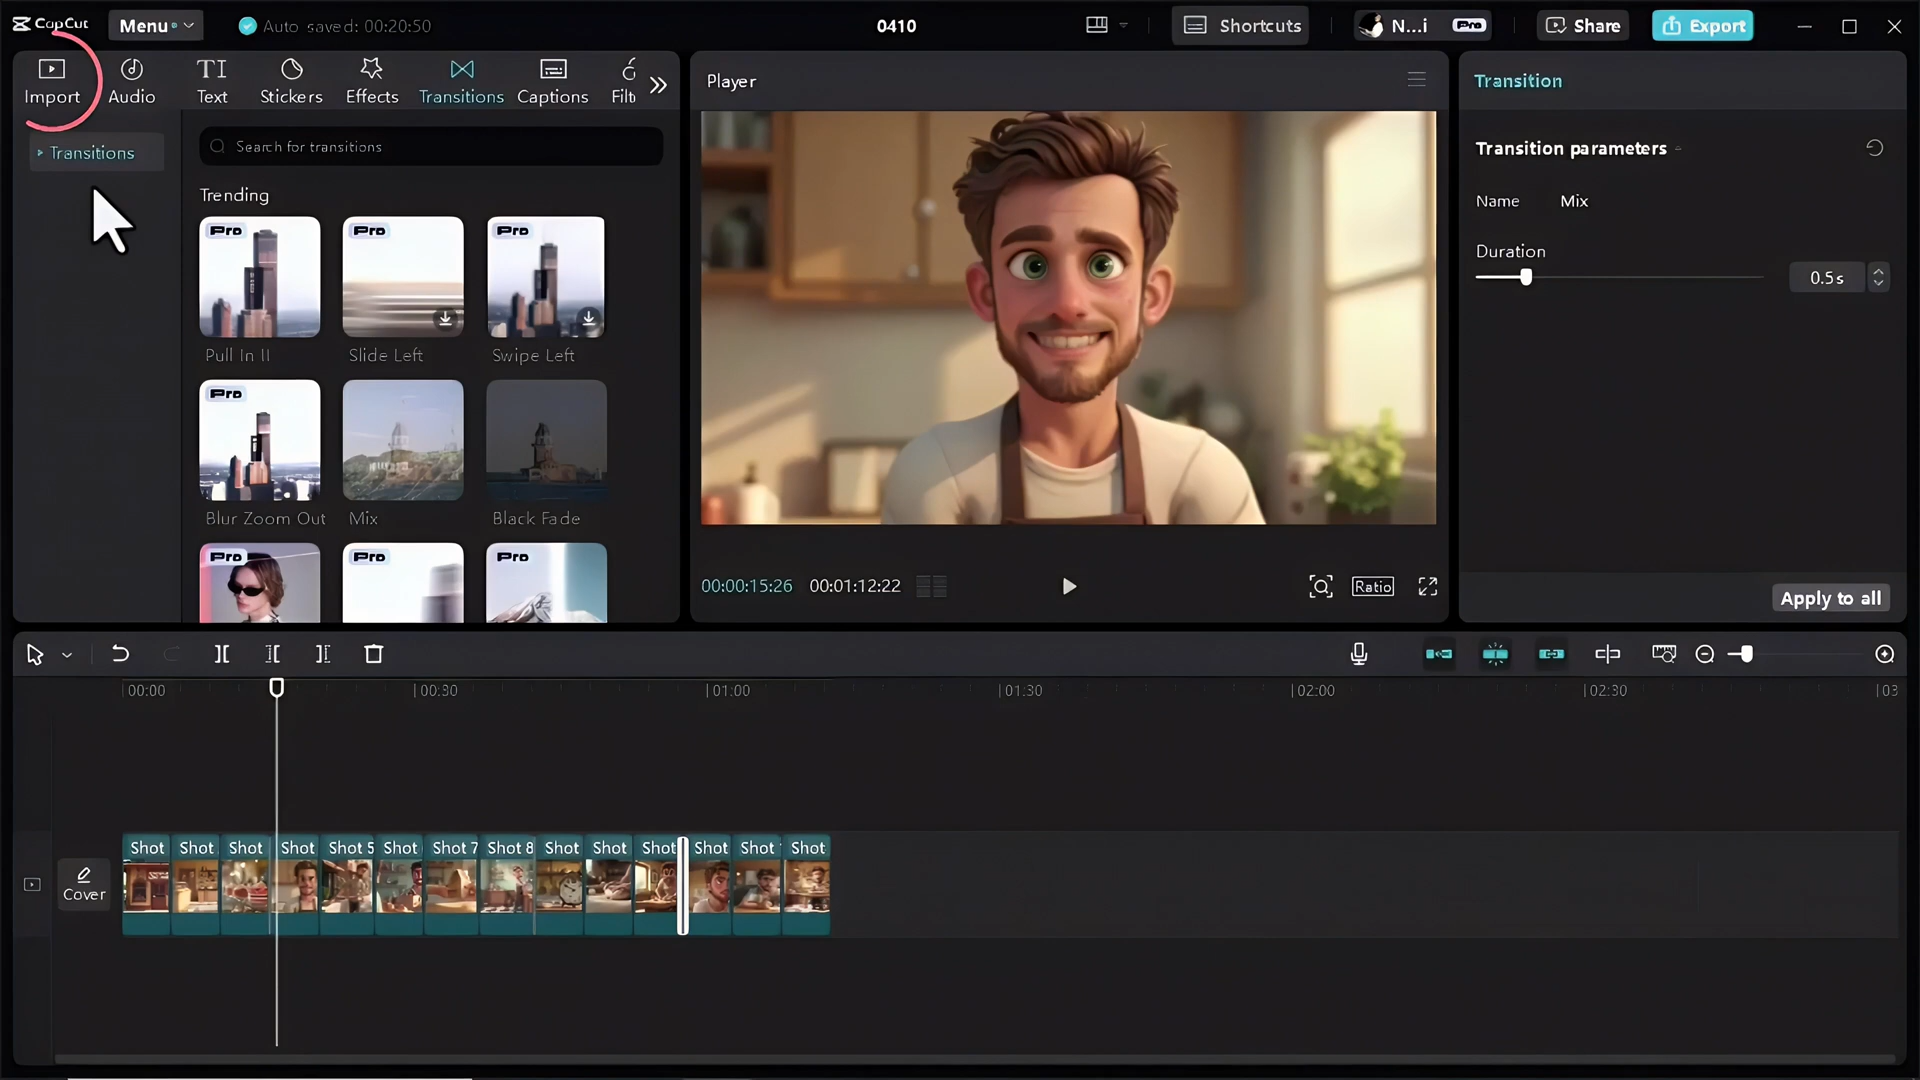 CapCut
Menu
Auto saved: 00:20:50
0410
Shortcuts
N...i
Pro
Share
Export
Import
Audio
TI
Text
Stickers
Effects
Transitions
Captions
Filt
Transitions
Search for transitions
Trending
Pro
Pro
Pro
Pull In II
Slide Left
Swipe Left
Pro
Blur Zoom Out
Mix
Black Fade
Pro
Pro
Pro
Player
00:00:15:26
00:01:12:22
Ratio
Transition
Transition parameters
Name
Mix
Duration
0.5s
Apply to all
00:00
00:30
01:00
01:30
02:00
02:30
03
Cover
Shot
Shot
Shot
Shot
Shot 5
Shot
Shot 7
Shot 8
Shot
Shot
Shot
Shot
Shot
Shot